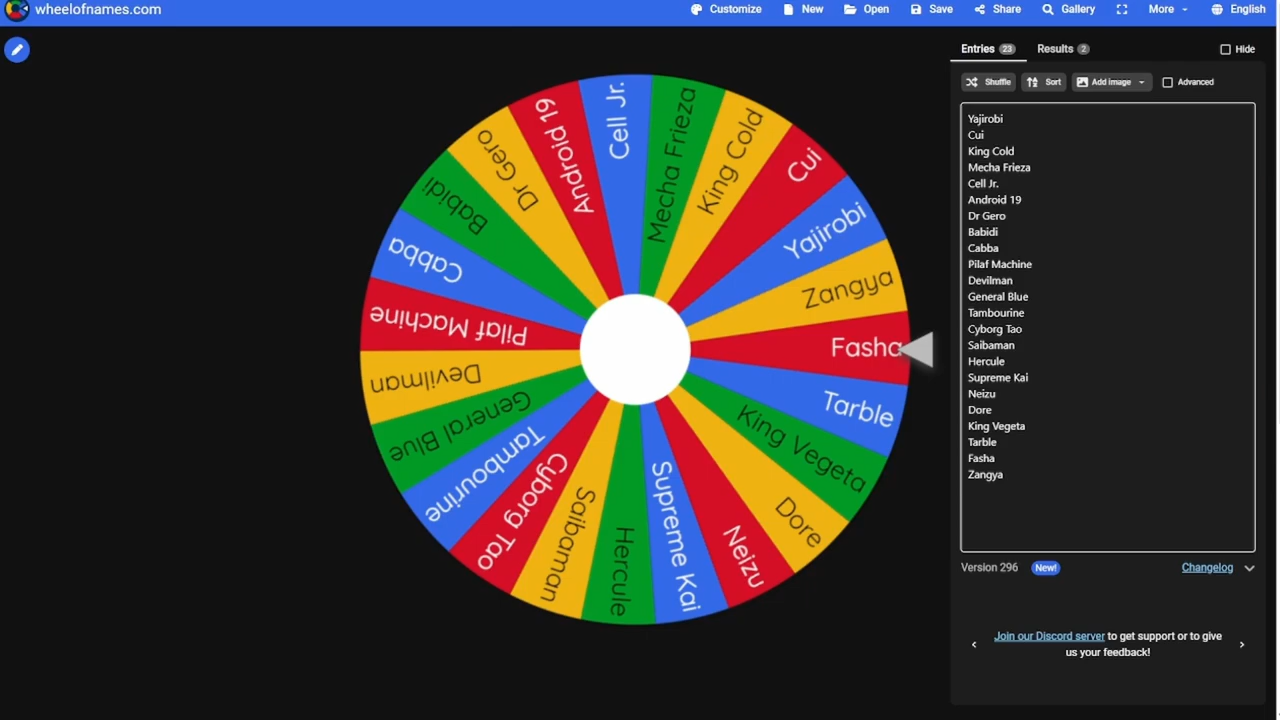 wheelofnames.com
Customize New Open Save Share Gallery More English
Entries 23 Results 2 Hide
Shuffle Sort Add image Advanced
Yajirobi
Cui
King Cold
Mecha Frieza
Cell Jr.
Android 19
Dr Gero
Babidi
Cabba
Pilaf Machine
Devilman
General Blue
Tambourine
Cyborg Tao
Saibaman
Hercule
Supreme Kai
Neizu
Dore
King Vegeta
Tarble
Fasha
Zangya
Version 296 New! Changelog
Join our Discord server to get support or to give
us your feedback!
Yajirobi
Cui
King Cold
Mecha Frieza
Cell Jr.
Android 19
Dr Gero
Babidi
Cabba
Pilaf Machine
Devilman
General Blue
Tambourine
Cyborg Tao
Saibaman
Hercule
Supreme Kai
Neizu
Dore
King Vegeta
Tarble
Fasha
Zangya